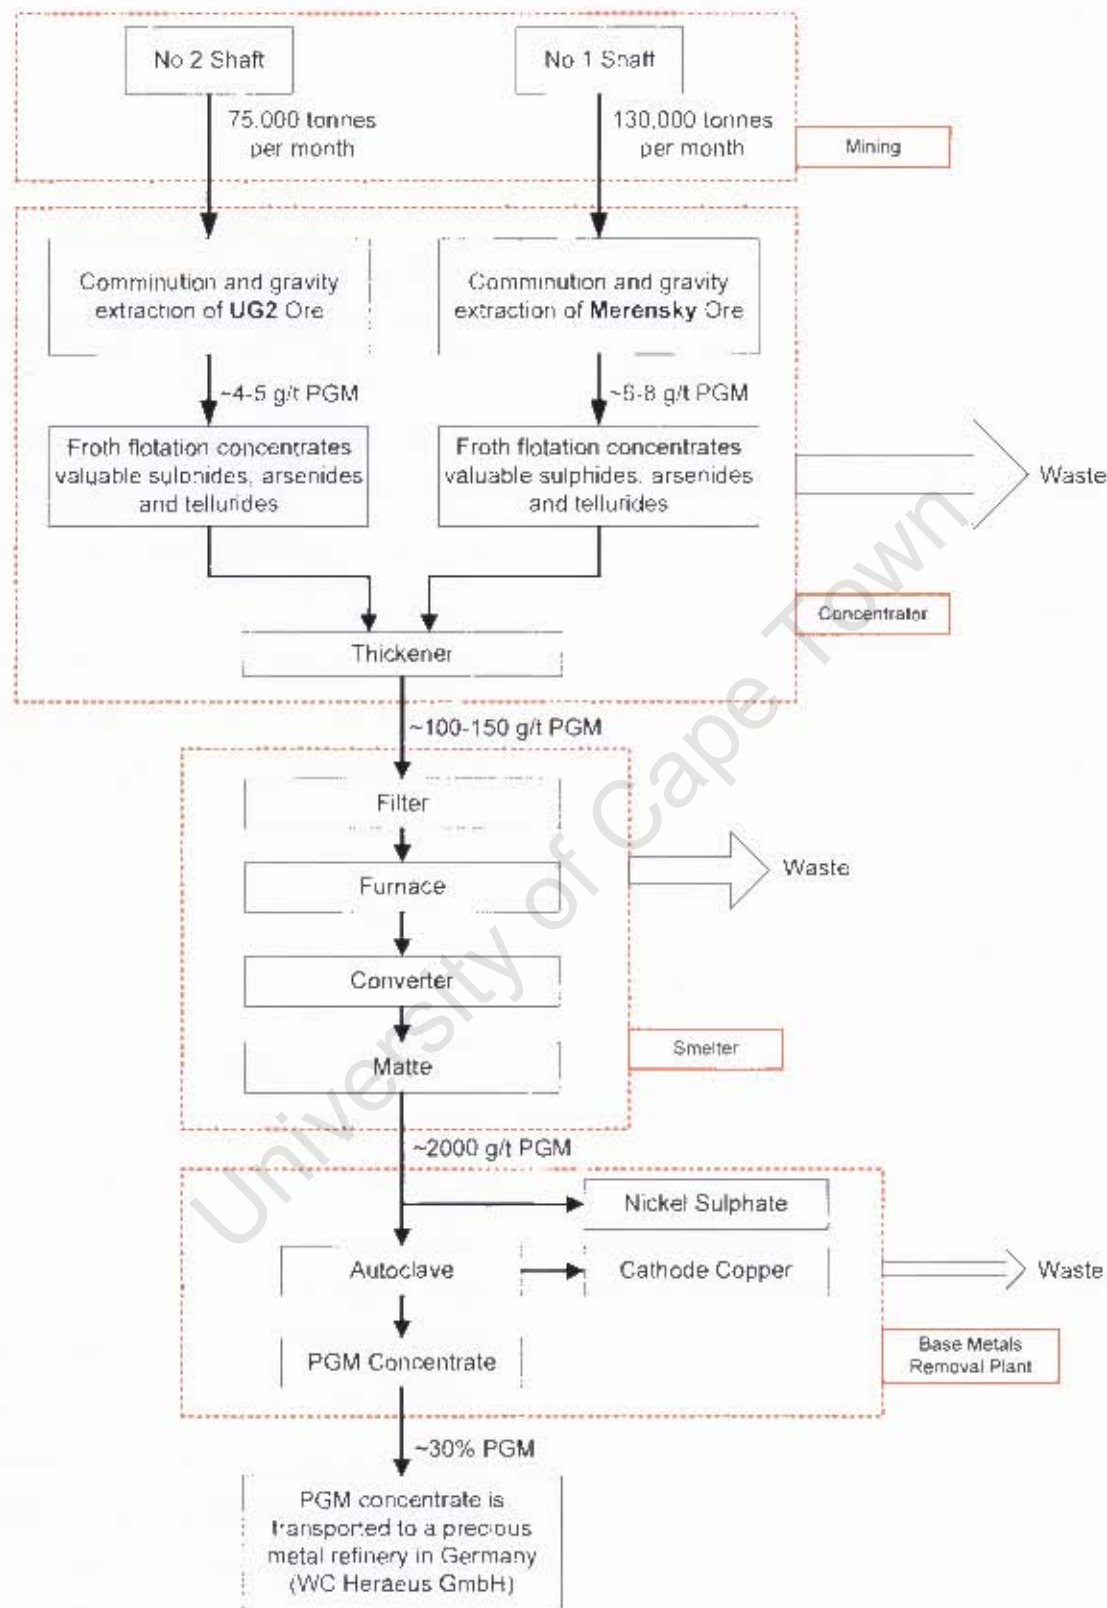 No 2 Shaft
No 1 Shaft
75,000 tonnes
per month
130,000 tonnes
per month
Mining
Comminution and gravity
extraction of UG2 Ore
Comminution and gravity
extraction of Merensky Ore
~4-5 g/t PGM
~6-8 g/t PGM
Froth flotation concentrates
valuable sulphides, arsenides
and tellurides
Froth flotation concentrates
valuable sulphides, arsenides
and tellurides
Waste
Concentrator
Thickener
~100-150 g/t PGM
Filter
Furnace
Waste
Converter
Matte
Smelter
~2000 g/t PGM
Nickel Sulphate
Autoclave
Cathode Copper
Waste
PGM Concentrate
Base Metals
Removal Plant
~30% PGM
PGM concentrate is
transported to a precious
metal refinery in Germany
(WC Heraeus GmbH)
University of Cape Town